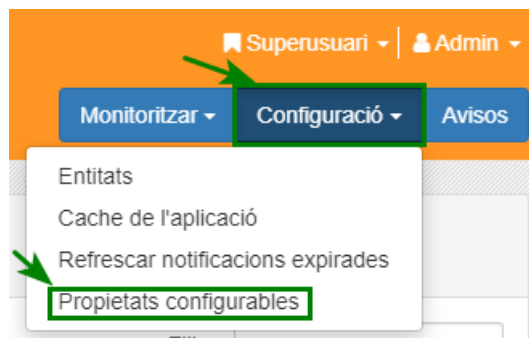 Superusuari Admin
Monitoritzar Configuració Avisos
Entitats
Cache de l'aplicació
Refrescar notificacions expirades
Propietats configurables